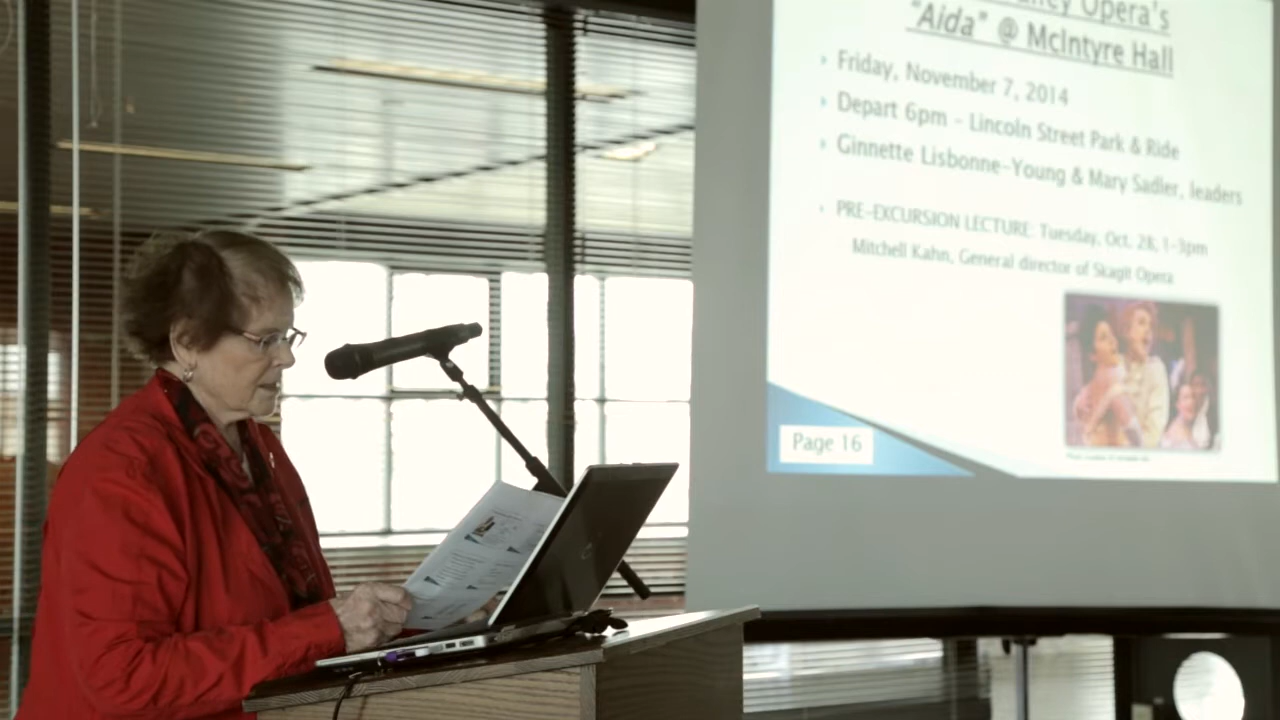 Opera's
"Aida" @ McIntyre Hall
Friday, November 7, 2014
Depart 6pm - Lincoln Street Park & Ride
Ginnette Lisbonne-Young & Mary Sadler, leaders
PRE-EXCURSION LECTURE: Tuesday, Oct. 28, 1-3pm
Mitchell Kahn, General director of Skagit Opera
Page 16